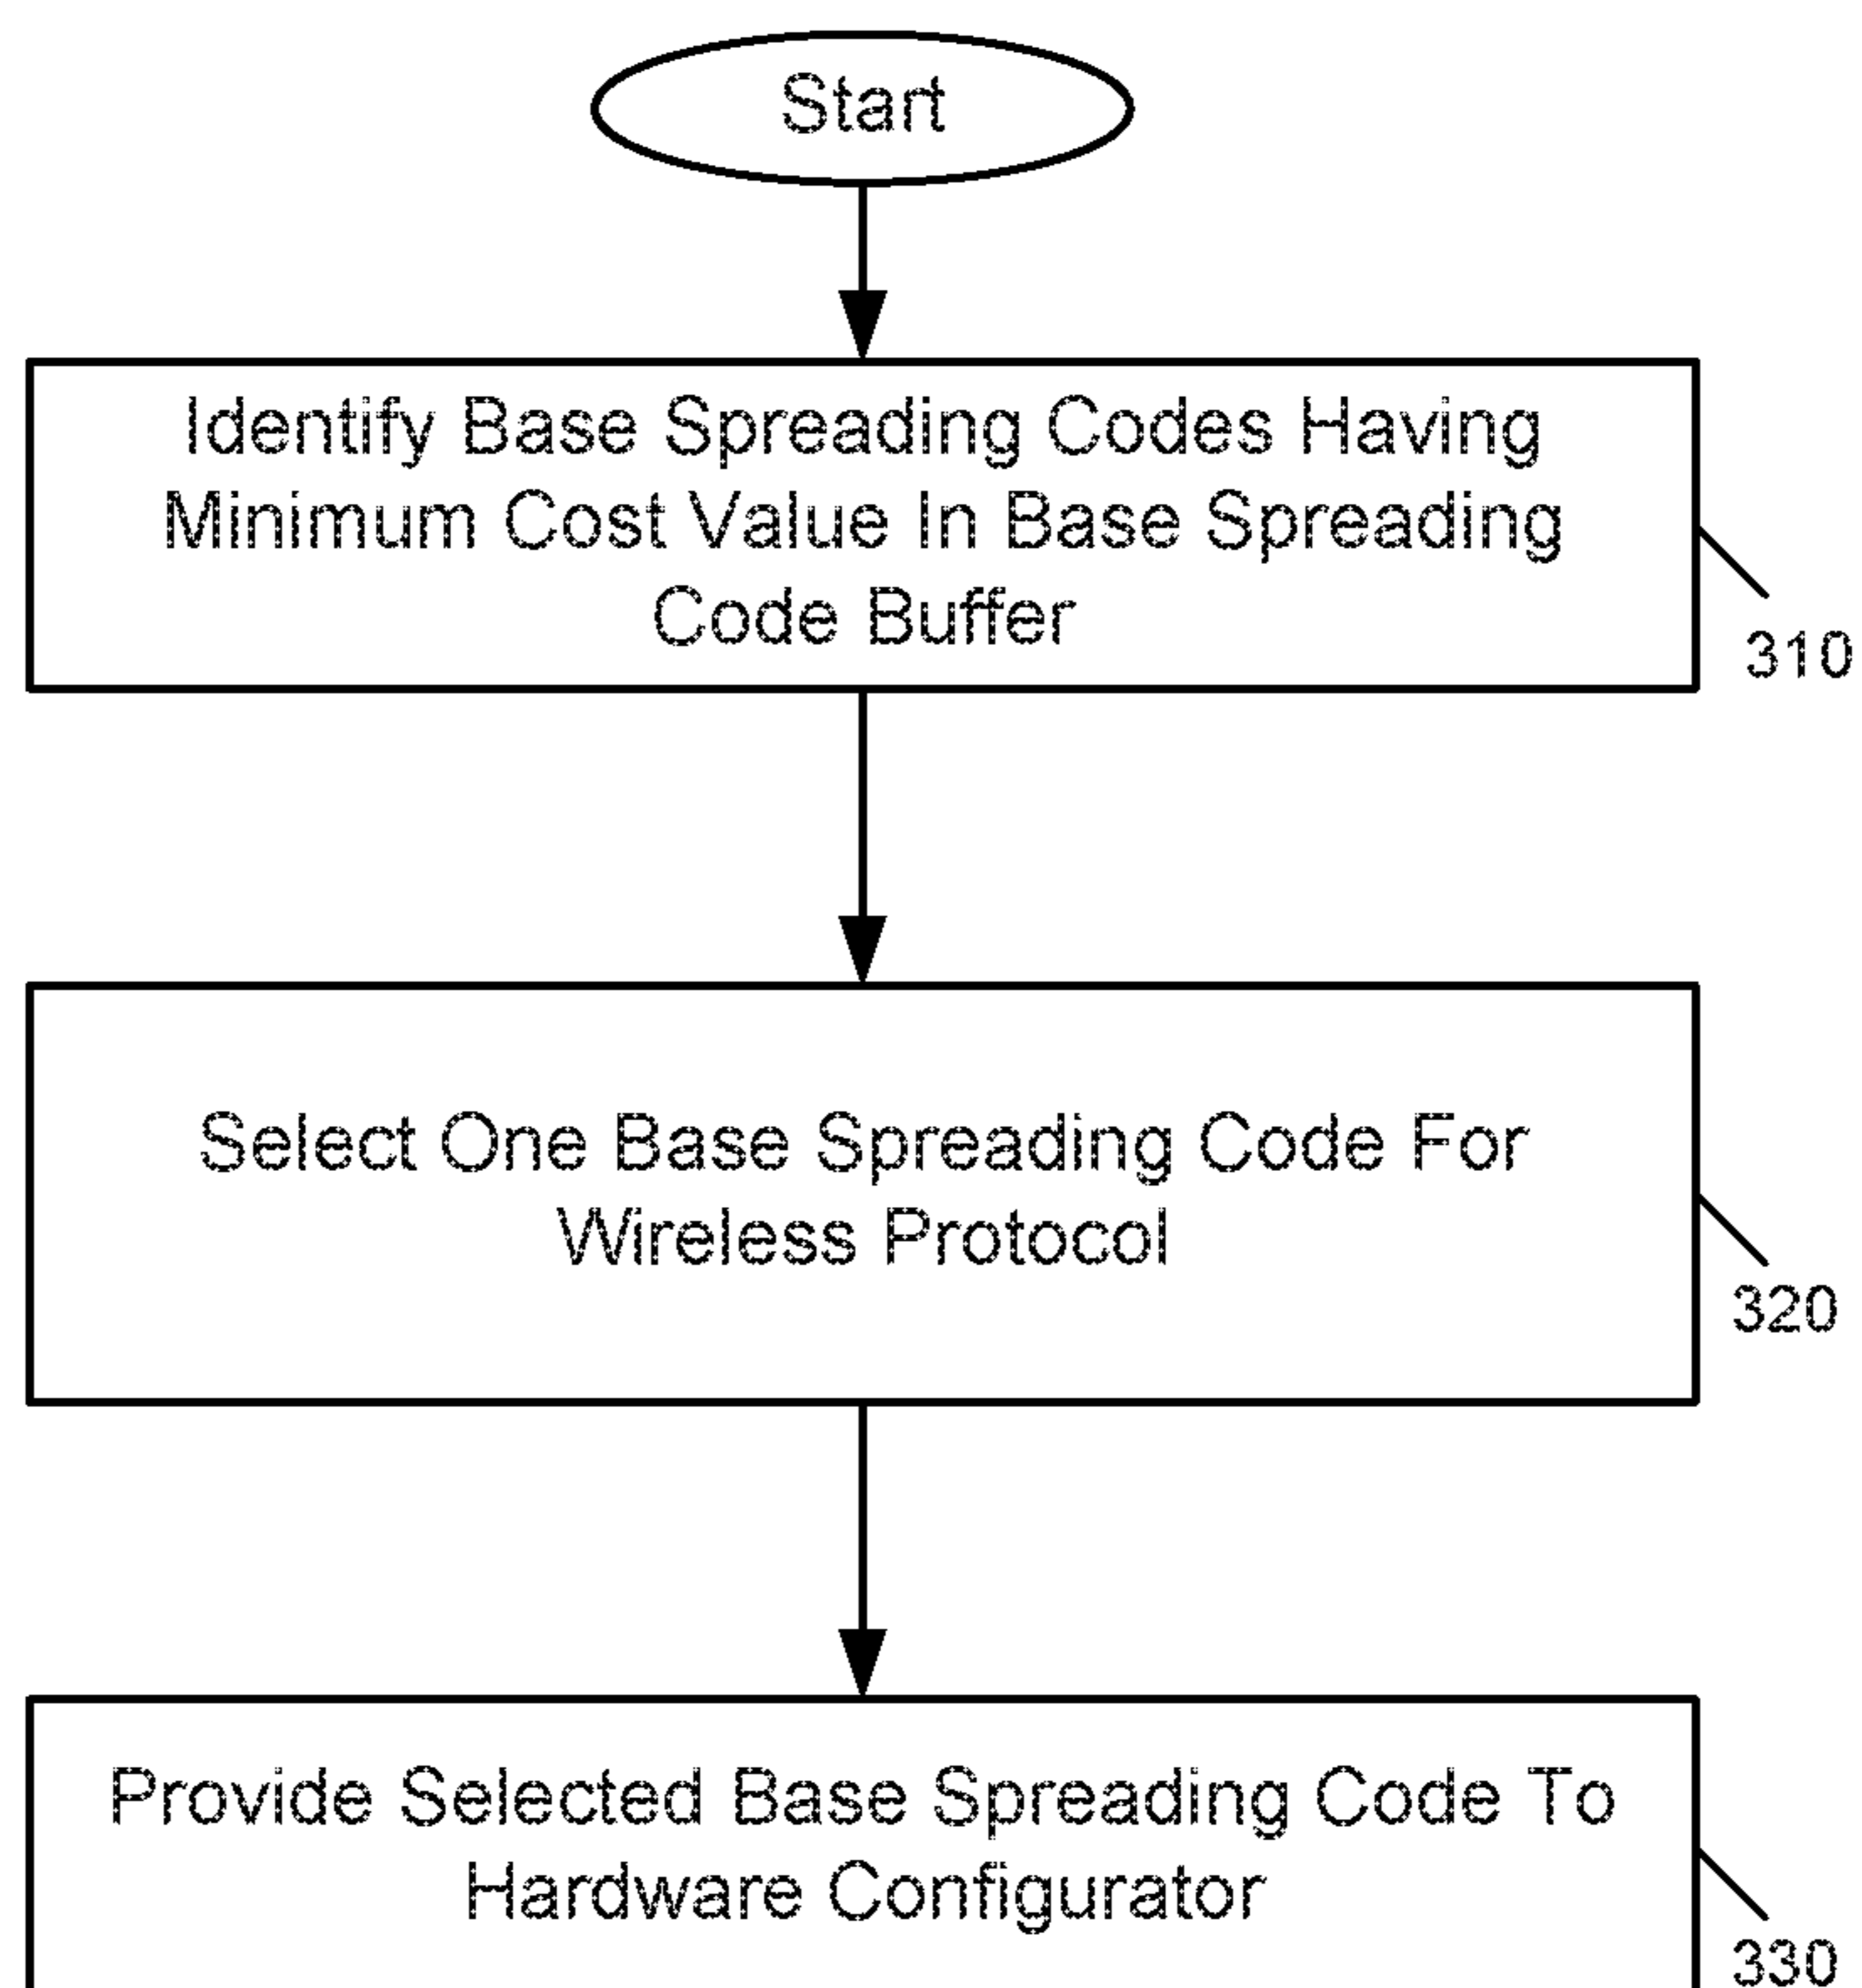 Start
Identify Base Spreading Codes Having
Minimum Cost Value In Base Spreading
Code Buffer
310
Select One Base Spreading Code For
Wireless Protocol
320
Provide Selected Base Spreading Code To
Hardware Configurator
330